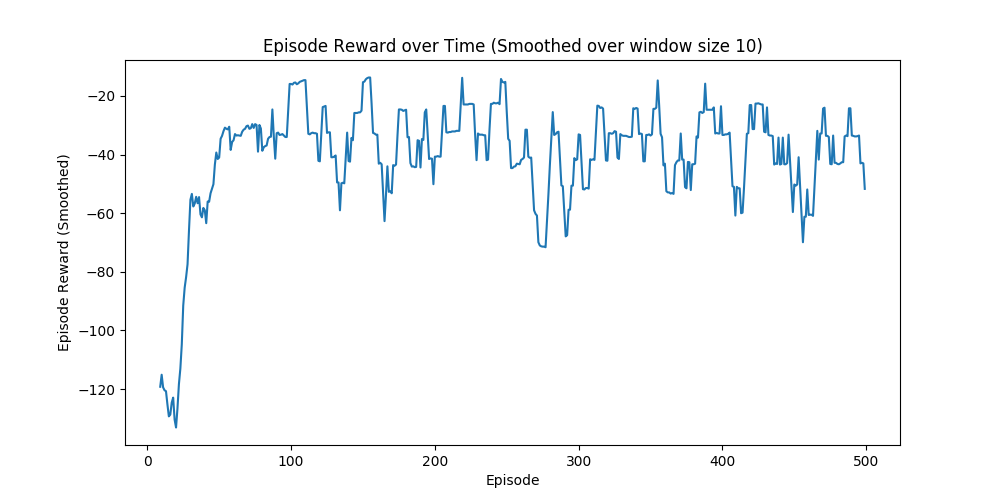 Episode Reward over Time (Smoothed over window size 10)
Episode Reward (Smoothed)
−20
−40
−60
−80
−100
−120
0 100 200 300 400 500
Episode